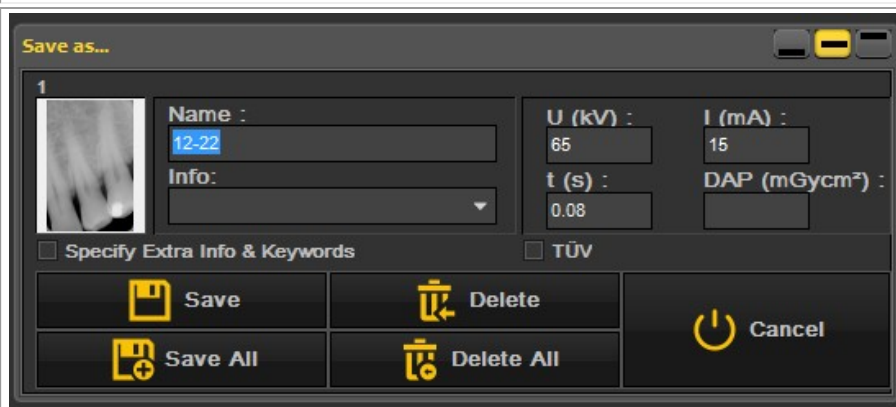 Save as...
1
Name :
12-22
Info:
U (kV) :
65
I (mA) :
15
t (s) :
0.08
DAP (mGycm²) :
Specify Extra Info & Keywords
TÜV
Save
Delete
Cancel
Save All
Delete All